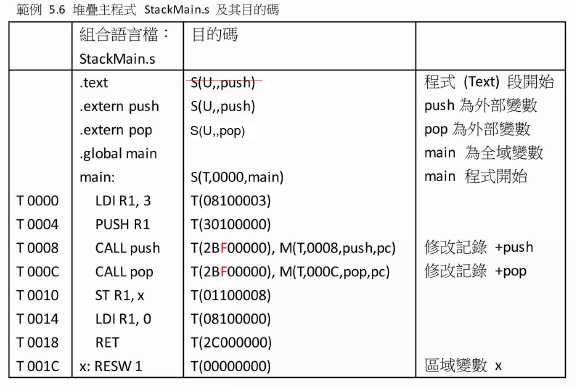 範例 5.6 堆疊主程式 StackMain.s 及其目的碼
組合語言檔： 目的碼
StackMain.s
.text S(U,,push) 程式 (Text) 段開始
.extern push S(U,,push) push 為外部變數
.extern pop S(U,,pop) pop 為外部變數
.global main main 為全域變數
main: S(T,0000,main) main 程式開始
T 0000 LDI R1, 3 T(08100003)
T 0004 PUSH R1 T(30100000)
T 0008 CALL push T(2BF00000), M(T,0008,push,pc) 修改記錄 +push
T 000C CALL pop T(2BF00000), M(T,000C,pop,pc) 修改記錄 +pop
T 0010 ST R1, x T(01100008)
T 0014 LDI R1, 0 T(08100000)
T 0018 RET T(2C000000)
T 001C x: RESW 1 T(00000000) 區域變數 x